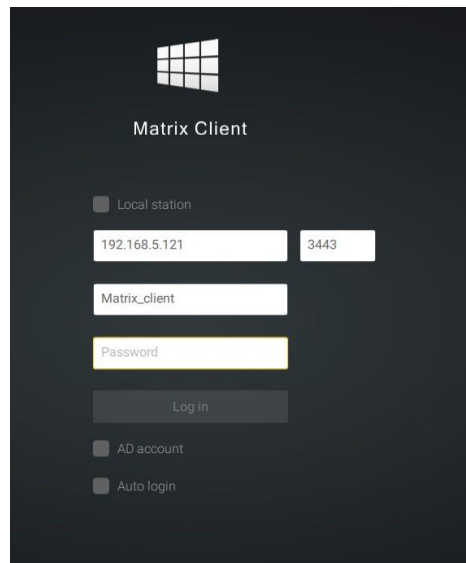 Matrix Client
Local station
192.168.5.121 3443
Matrix_client
Password
Log in
AD account
Auto login